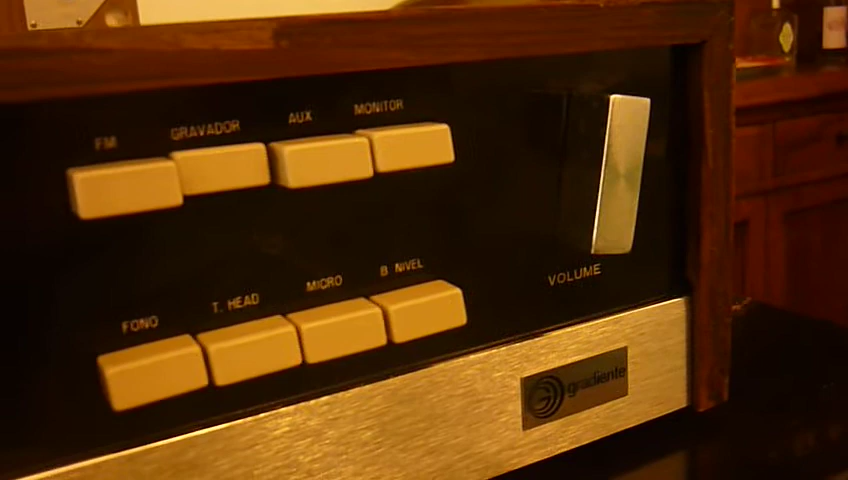 FM GRAVADOR AUX MONITOR
FONO T. HEAD MICRO B NIVEL
VOLUME
gradiente